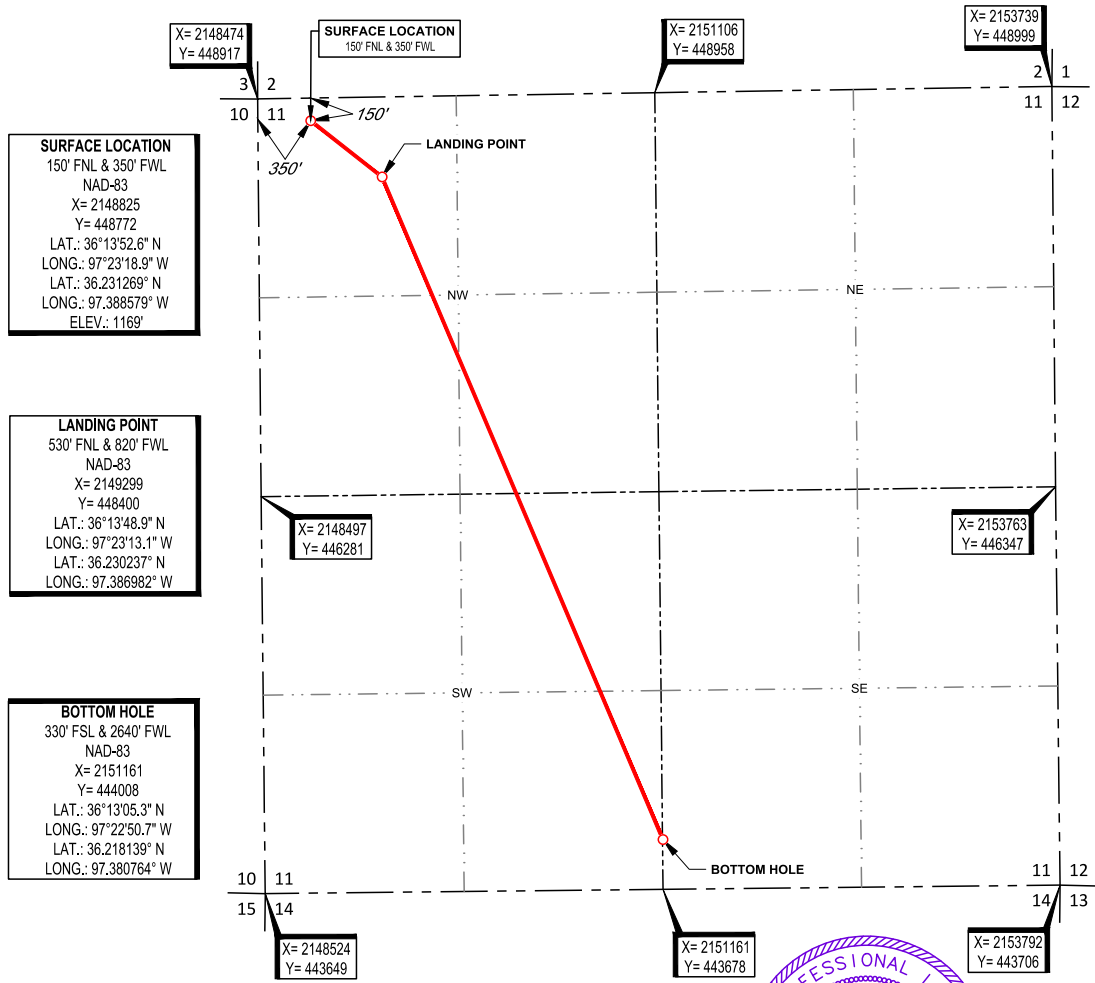 X= 2148474
Y= 448917
SURFACE LOCATION
150' FNL & 350' FWL
X= 2151106
Y= 448958
X= 2153739
Y= 448999
3 2
10 11
2 1
11 12
150'
350'
LANDING POINT
SURFACE LOCATION
150' FNL & 350' FWL
NAD-83
X= 2148825
Y= 448772
LAT.: 36°13'52.6" N
LONG.: 97°23'18.9" W
LAT.: 36.231269° N
LONG.: 97.388579° W
ELEV.: 1169'
NW
NE
LANDING POINT
530' FNL & 820' FWL
NAD-83
X= 2149299
Y= 448400
LAT.: 36°13'48.9" N
LONG.: 97°23'13.1" W
LAT.: 36.230237° N
LONG.: 97.386982° W
X= 2148497
Y= 446281
X= 2153763
Y= 446347
SW
SE
BOTTOM HOLE
330' FSL & 2640' FWL
NAD-83
X= 2151161
Y= 444008
LAT.: 36°13'05.3" N
LONG.: 97°22'50.7" W
LAT.: 36.218139° N
LONG.: 97.380764° W
BOTTOM HOLE
10 11
15 14
11 12
14 13
X= 2148524
Y= 443649
X= 2151161
Y= 443678
X= 2153792
Y= 443706
FESSIONAL